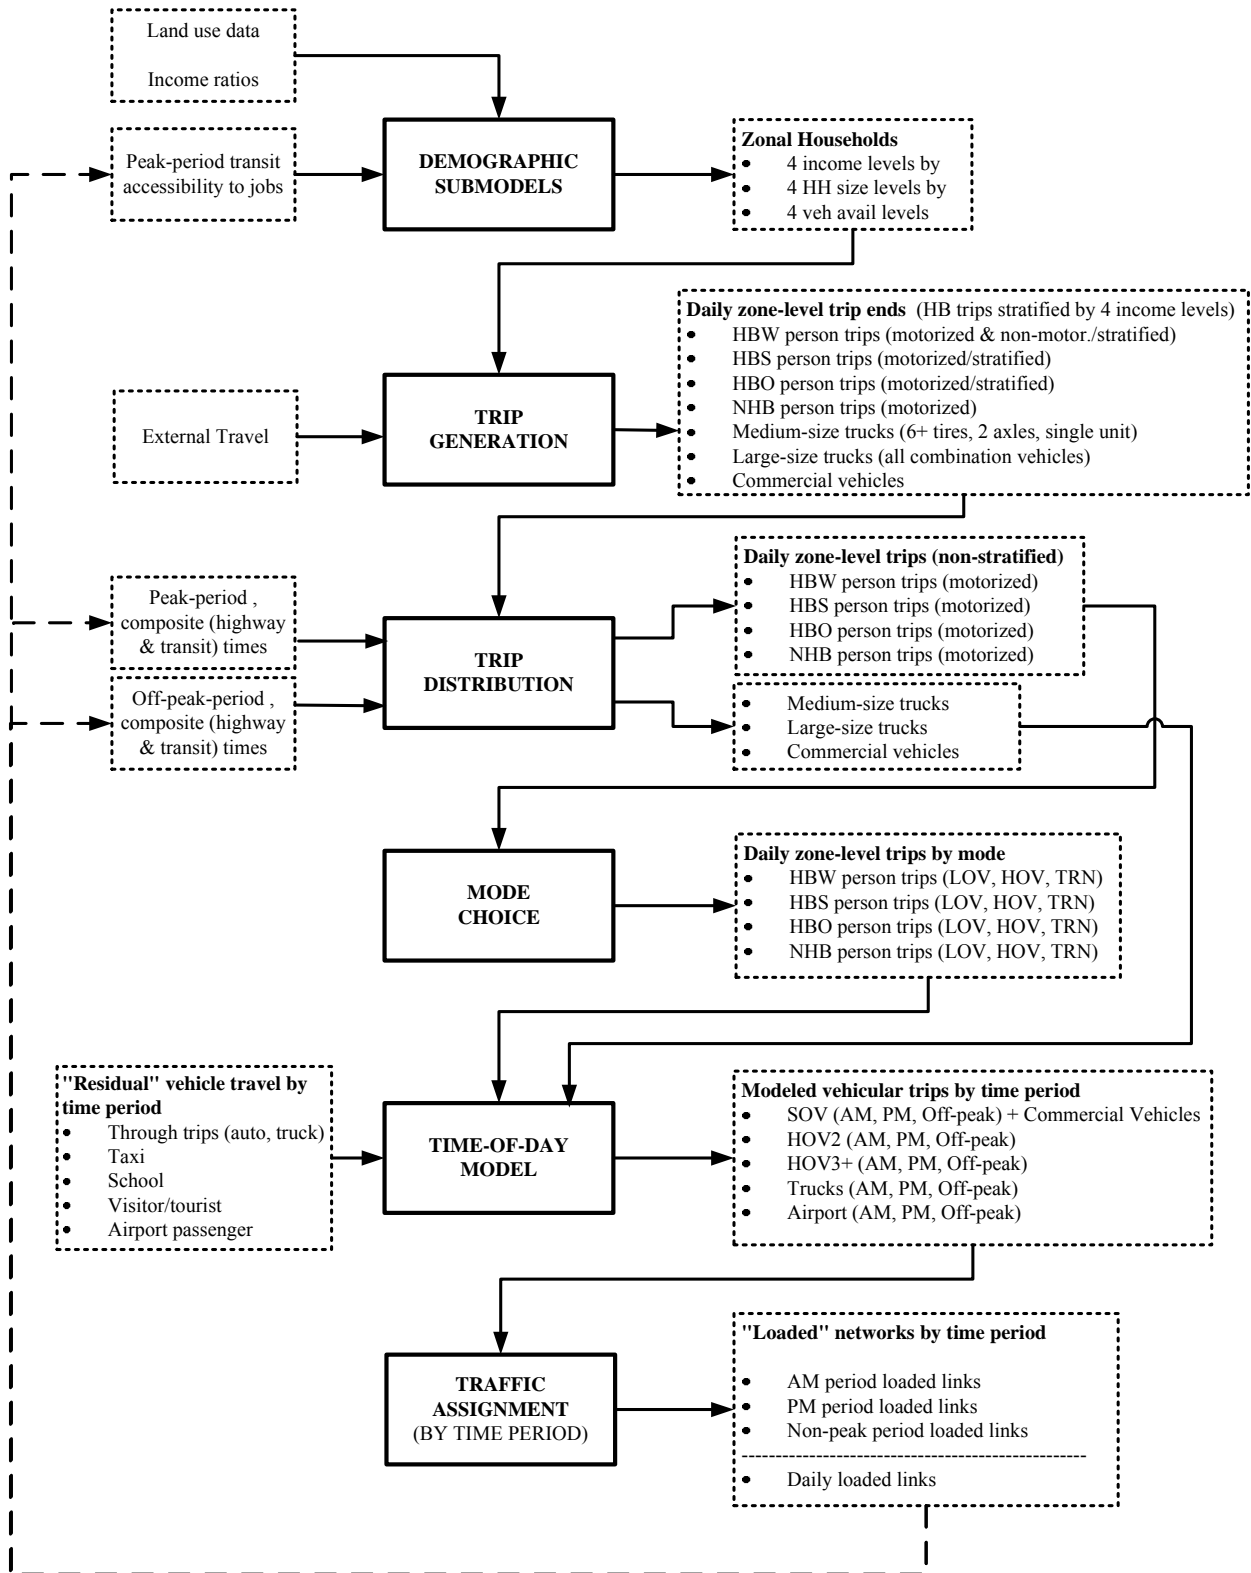 Land use data
Income ratios
Peak-period transit
accessibility to jobs
DEMOGRAPHIC
SUBMODELS
Zonal Households
• 4 income levels by
• 4 HH size levels by
• 4 veh avail levels
Daily zone-level trip ends (HB trips stratified by 4 income levels)
• HBW person trips (motorized & non-motor./stratified)
• HBS person trips (motorized/stratified)
• HBO person trips (motorized/stratified)
• NHB person trips (motorized)
• Medium-size trucks (6+ tires, 2 axles, single unit)
• Large-size trucks (all combination vehicles)
• Commercial vehicles
External Travel
TRIP
GENERATION
Daily zone-level trips (non-stratified)
• HBW person trips (motorized)
• HBS person trips (motorized)
• HBO person trips (motorized)
• NHB person trips (motorized)
Peak-period ,
composite (highway
& transit) times
TRIP
DISTRIBUTION
Off-peak-period ,
composite (highway
& transit) times
• Medium-size trucks
• Large-size trucks
• Commercial vehicles
MODE
CHOICE
Daily zone-level trips by mode
• HBW person trips (LOV, HOV, TRN)
• HBS person trips (LOV, HOV, TRN)
• HBO person trips (LOV, HOV, TRN)
• NHB person trips (LOV, HOV, TRN)
"Residual" vehicle travel by
time period
• Through trips (auto, truck)
• Taxi
• School
• Visitor/tourist
• Airport passenger
TIME-OF-DAY
MODEL
Modeled vehicular trips by time period
• SOV (AM, PM, Off-peak) + Commercial Vehicles
• HOV2 (AM, PM, Off-peak)
• HOV3+ (AM, PM, Off-peak)
• Trucks (AM, PM, Off-peak)
• Airport (AM, PM, Off-peak)
TRAFFIC
ASSIGNMENT
(BY TIME PERIOD)
"Loaded" networks by time period
• AM period loaded links
• PM period loaded links
• Non-peak period loaded links
• Daily loaded links